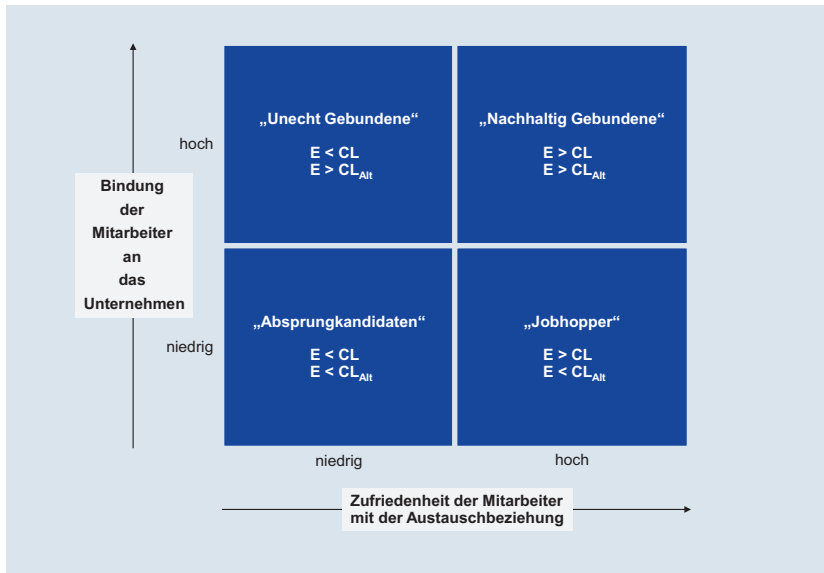 „Unecht Gebundene“
E < CL
E > CLAlt
„Nachhaltig Gebundene“
E > CL
E > CLAlt
hoch
Bindung
der
Mitarbeiter
an
das
Unternehmen
„Absprungkandidaten“
E < CL
E < CLAlt
„Jobhopper“
E > CL
E < CLAlt
niedrig
niedrig
hoch
Zufriedenheit der Mitarbeiter
mit der Austauschbeziehung